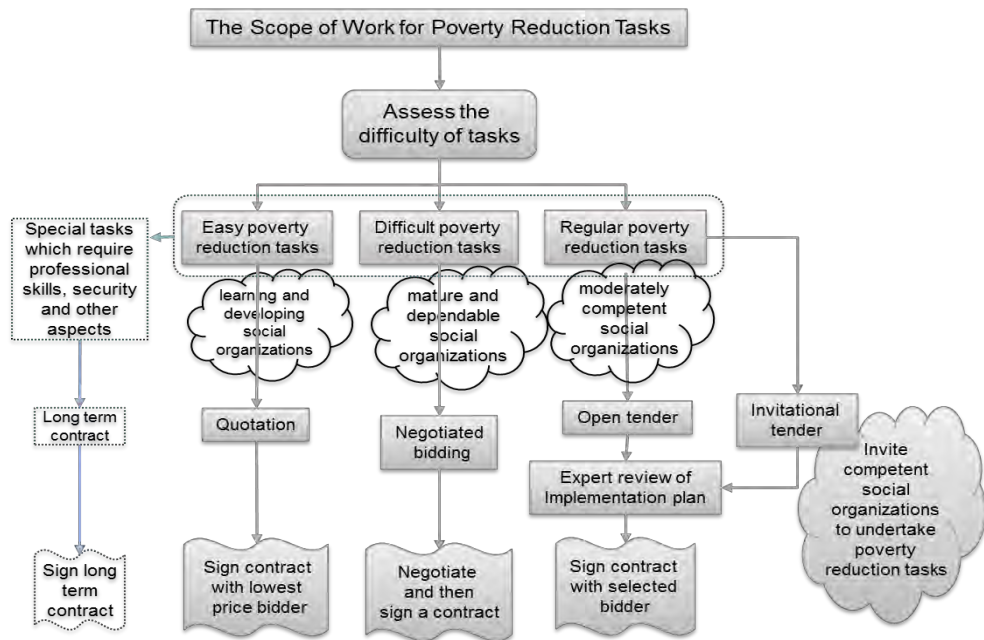 The Scope of Work for Poverty Reduction Tasks
Assess the
difficulty of tasks
Special tasks
which require
professional
skills, security
and other
aspects
Easy poverty
reduction tasks
Difficult poverty
reduction tasks
Regular poverty
reduction tasks
learning and
developing
social
organizations
mature and
dependable
social
organizations
moderately
competent
social
organizations
Long term
contract
Quotation
Negotiated
bidding
Open tender
Invitational
tender
Expert review of
Implementation plan
Invite
competent
social
organizations
to undertake
poverty
reduction tasks
Sign long
term
contract
Sign contract
with lowest
price bidder
Negotiate
and then
sign a contract
Sign contract
with selected
bidder